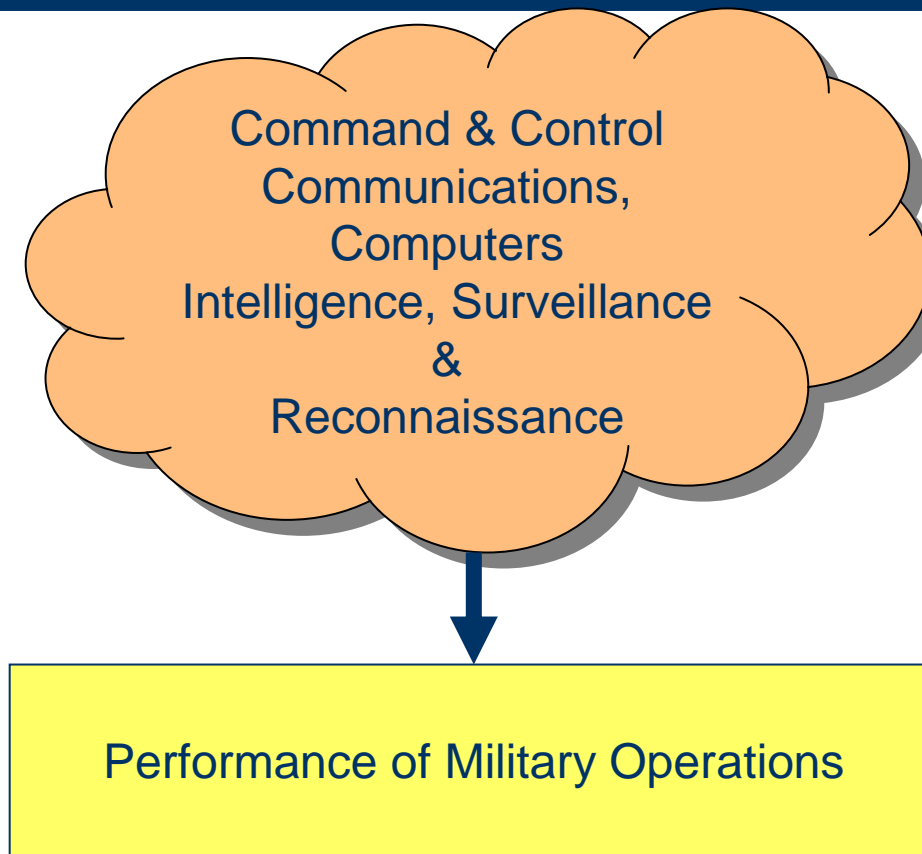 Command & Control
Communications,
Computers
Intelligence, Surveillance
&
Reconnaissance
Performance of Military Operations